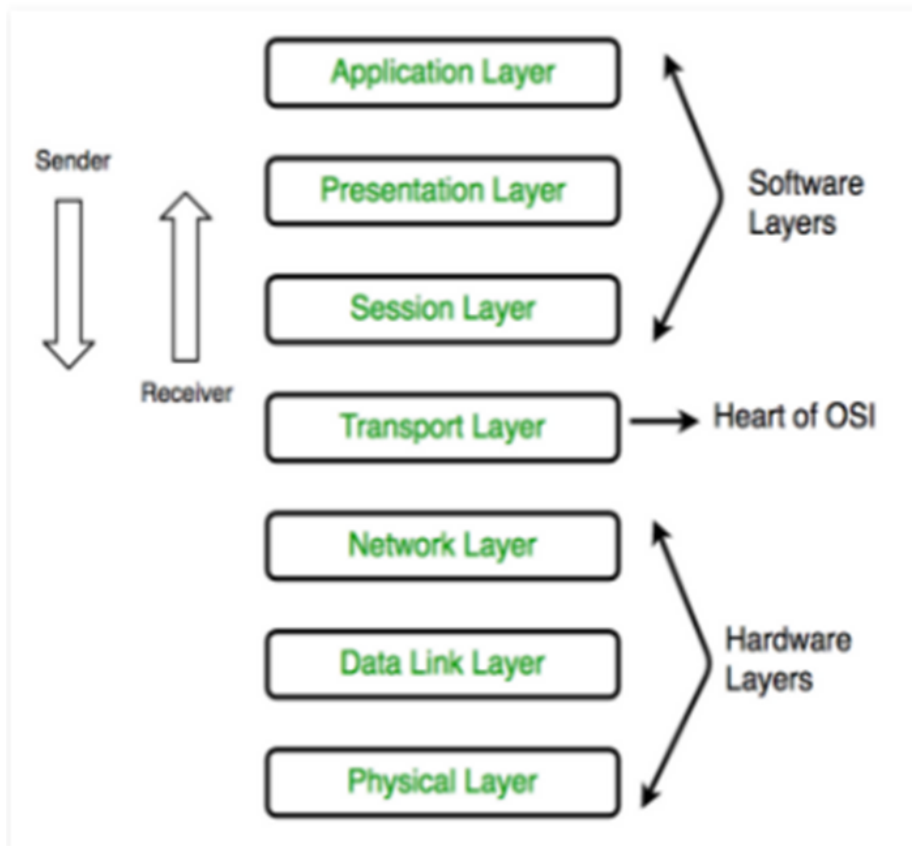 Application Layer
Sender
Presentation Layer
Software
Layers
Session Layer
Receiver
Transport Layer
Heart of OSI
Network Layer
Hardware
Layers
Data Link Layer
Physical Layer